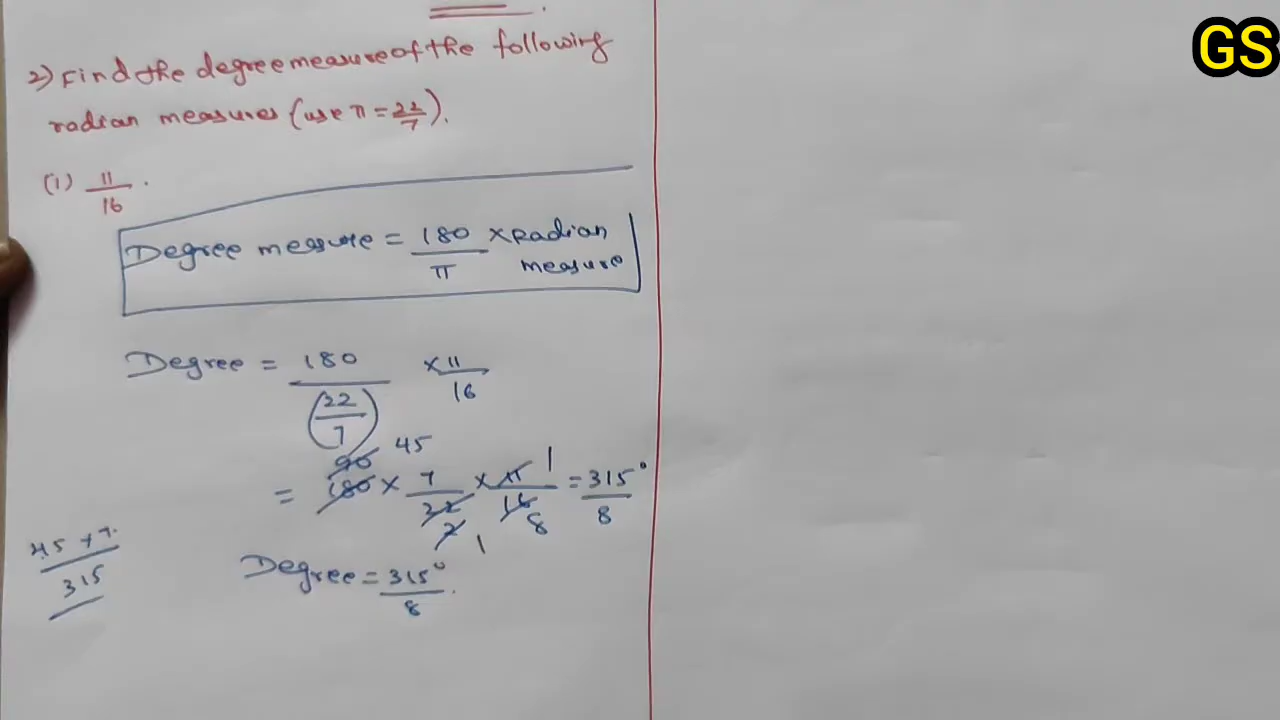 GS
2) Find the degree measure of the following
radian measures (use π = 22/7).
(1) 11/16.
Degree measure = 180/π × Radian measure
Degree = 180/(22/7) × 11/16
90 45
= 180 × 7/22 × 11/16 = 315°/8
2 1 1 8
45 × 7
315
Degree = 315°/8.